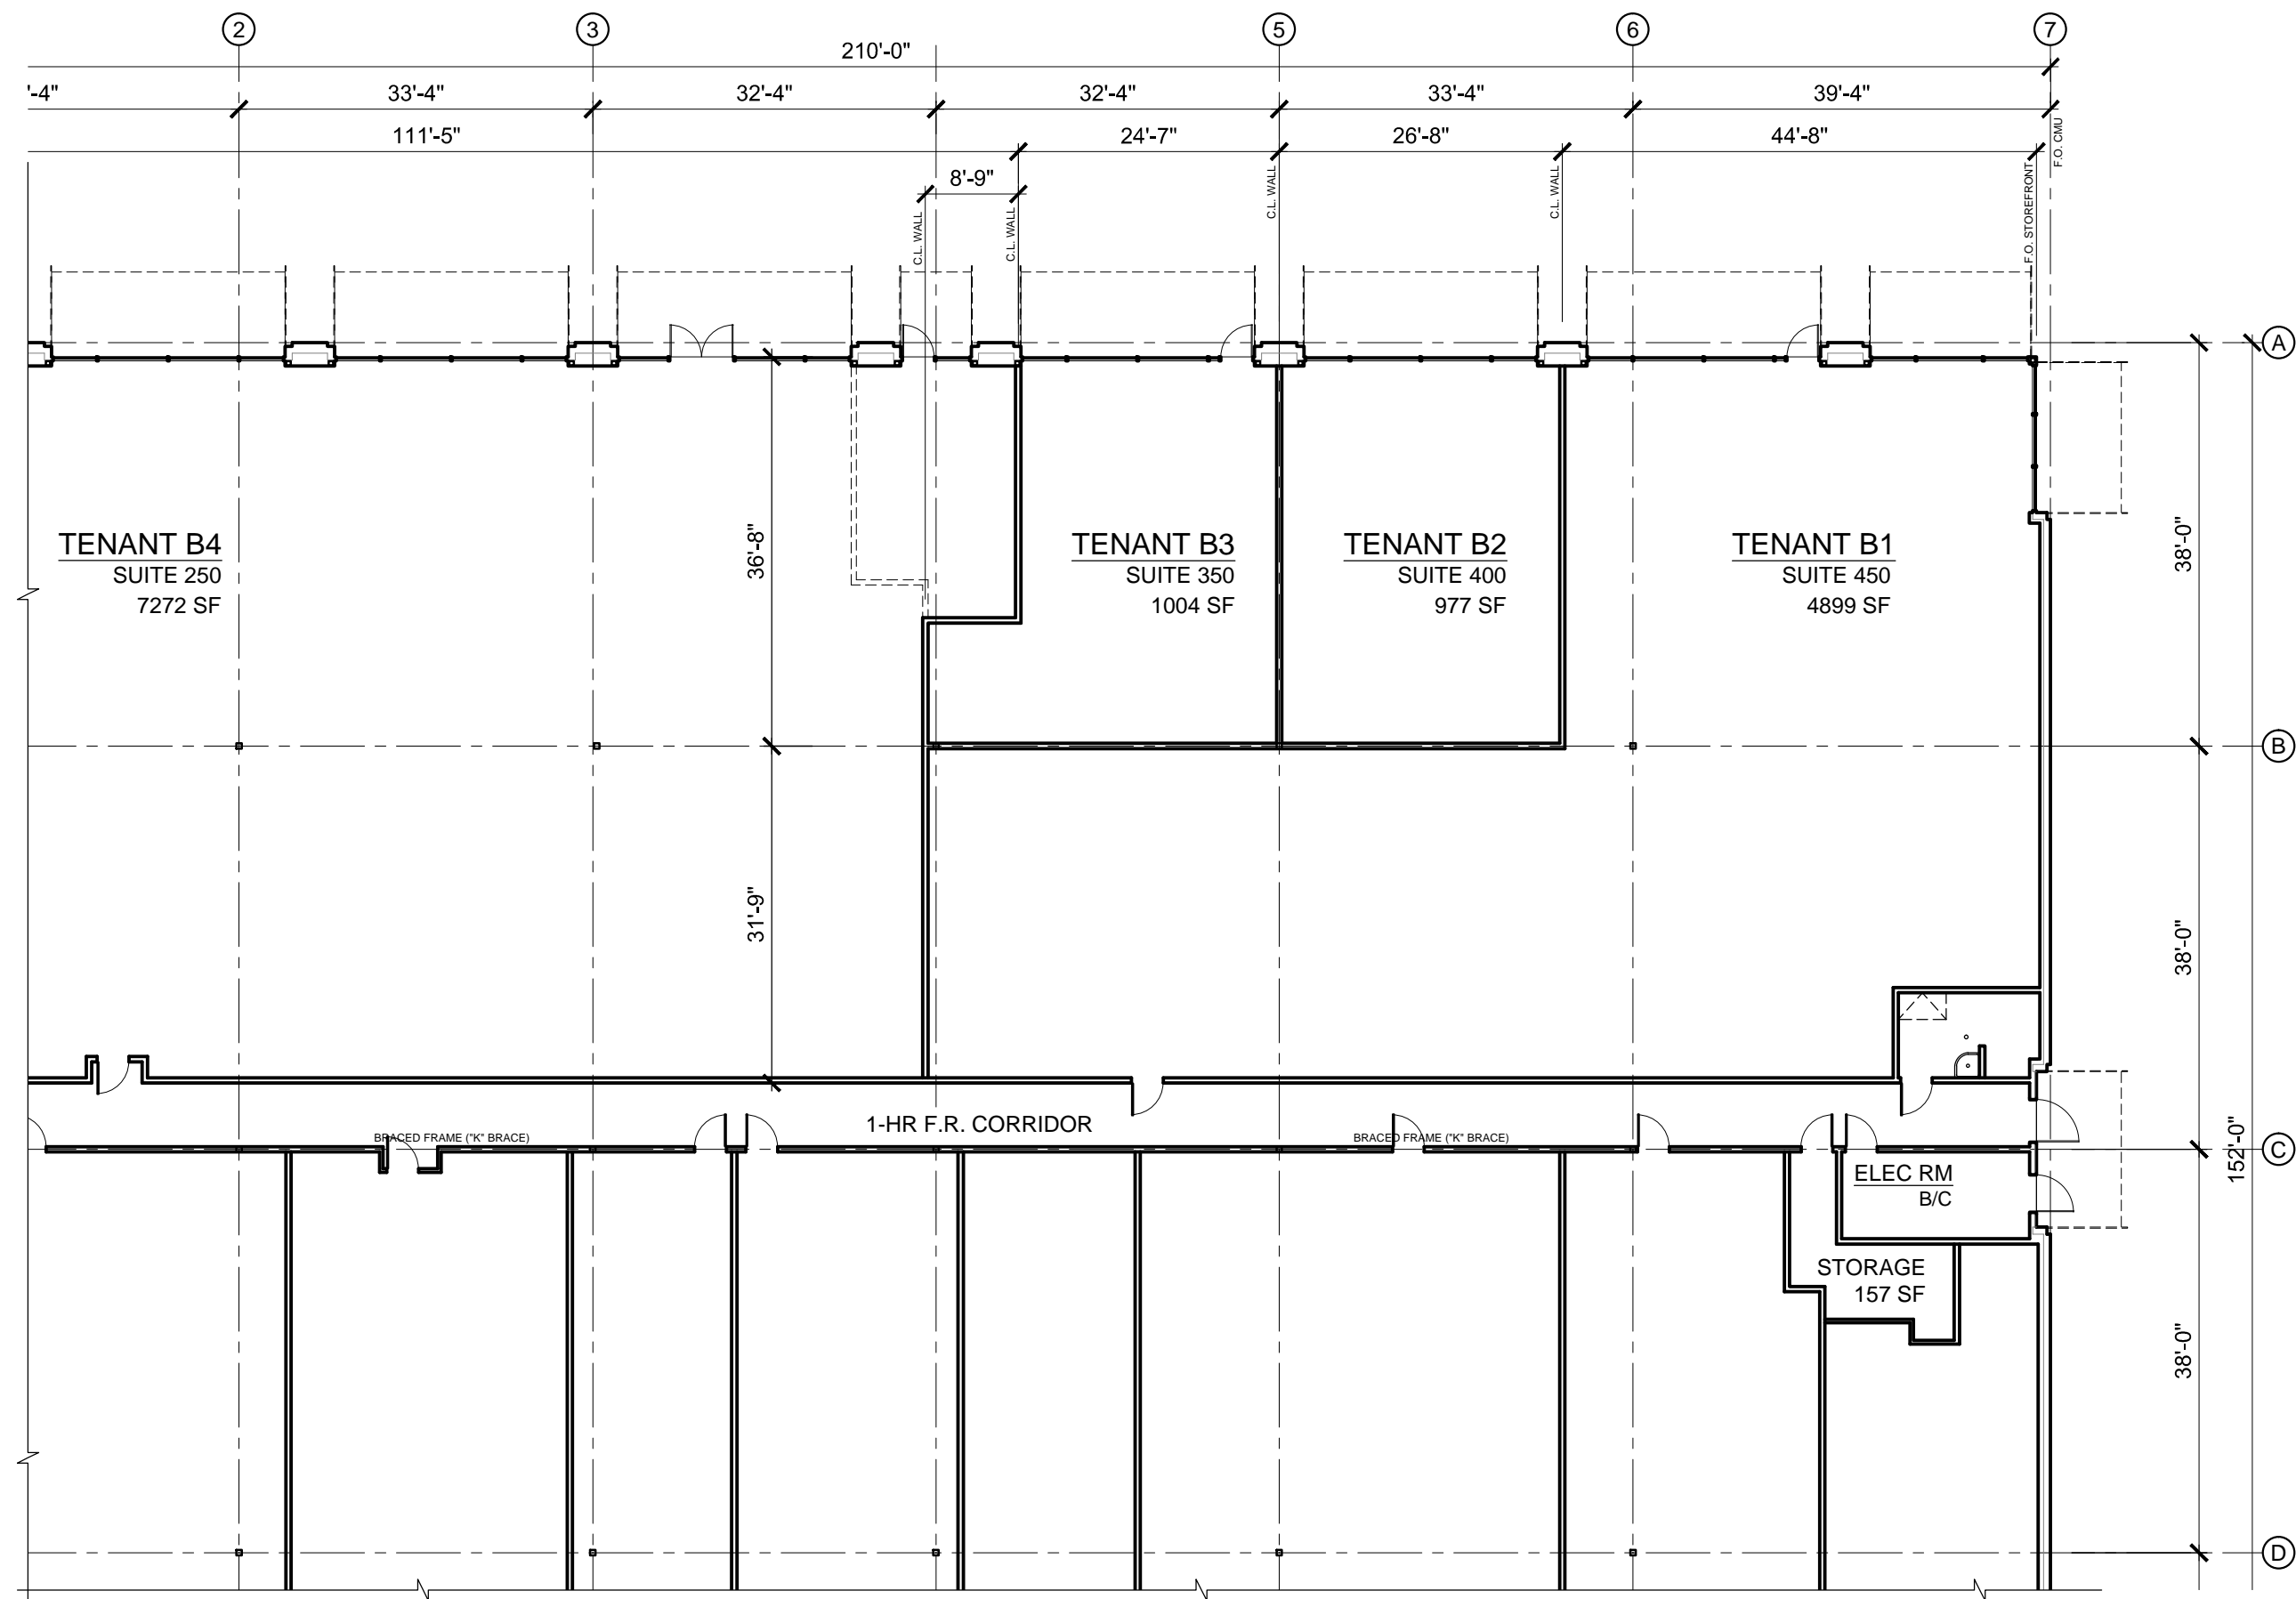 2
3
5
6
7
210'-0"
'-4"
33'-4"
32'-4"
32'-4"
33'-4"
39'-4"
111'-5"
24'-7"
26'-8"
44'-8"
8'-9"
C.L. WALL
C.L. WALL
C.L. WALL
C.L. WALL
F.O. STOREFRONT
F.O. CMU
A
TENANT B4
SUITE 250
7272 SF
36'-8"
TENANT B3
SUITE 350
1004 SF
TENANT B2
SUITE 400
977 SF
TENANT B1
SUITE 450
4899 SF
38'-0"
B
31'-9"
38'-0"
1-HR F.R. CORRIDOR
BRACED FRAME ("K" BRACE)
BRACED FRAME ("K" BRACE)
C
152'-0"
ELEC RM
B/C
STORAGE
157 SF
38'-0"
D